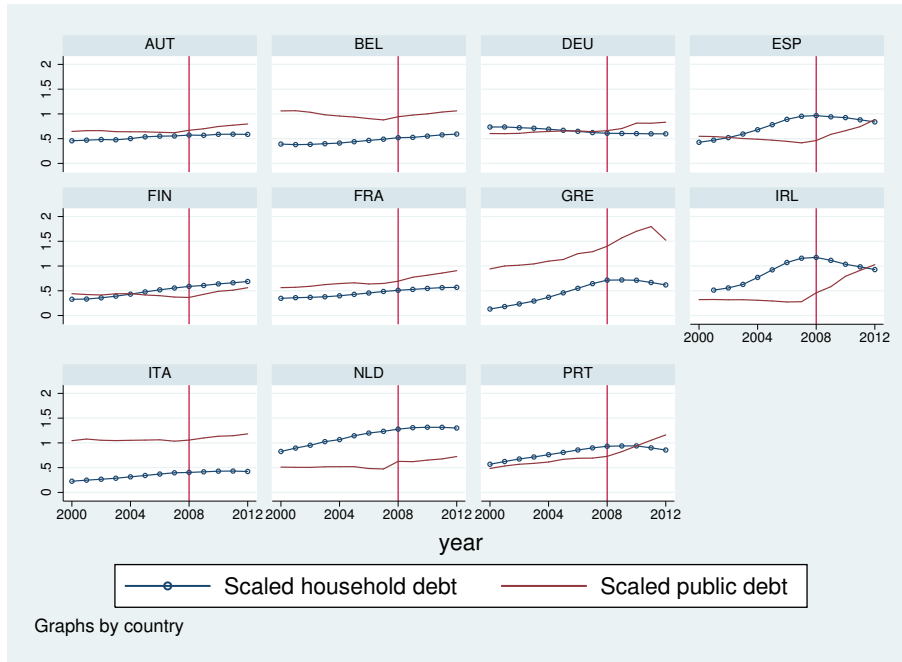 AUT BEL DEU ESP
2
1.5
1
.5
0
FIN FRA GRE IRL
2
1.5
1
.5
0
2000 2004 2008 2012
ITA NLD PRT
2
1.5
1
.5
0
2000 2004 2008 2012 2000 2004 2008 2012 2000 2004 2008 2012
year
Scaled household debt Scaled public debt
Graphs by country